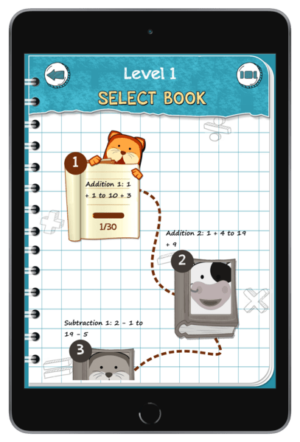 Level 1
SELECT BOOK
1
Addition 1: 1
+ 1 to 10 + 3
1/30
Addition 2: 1 + 4 to 19
+ 9
2
Subtraction 1: 2 - 1 to
19 - 5
3